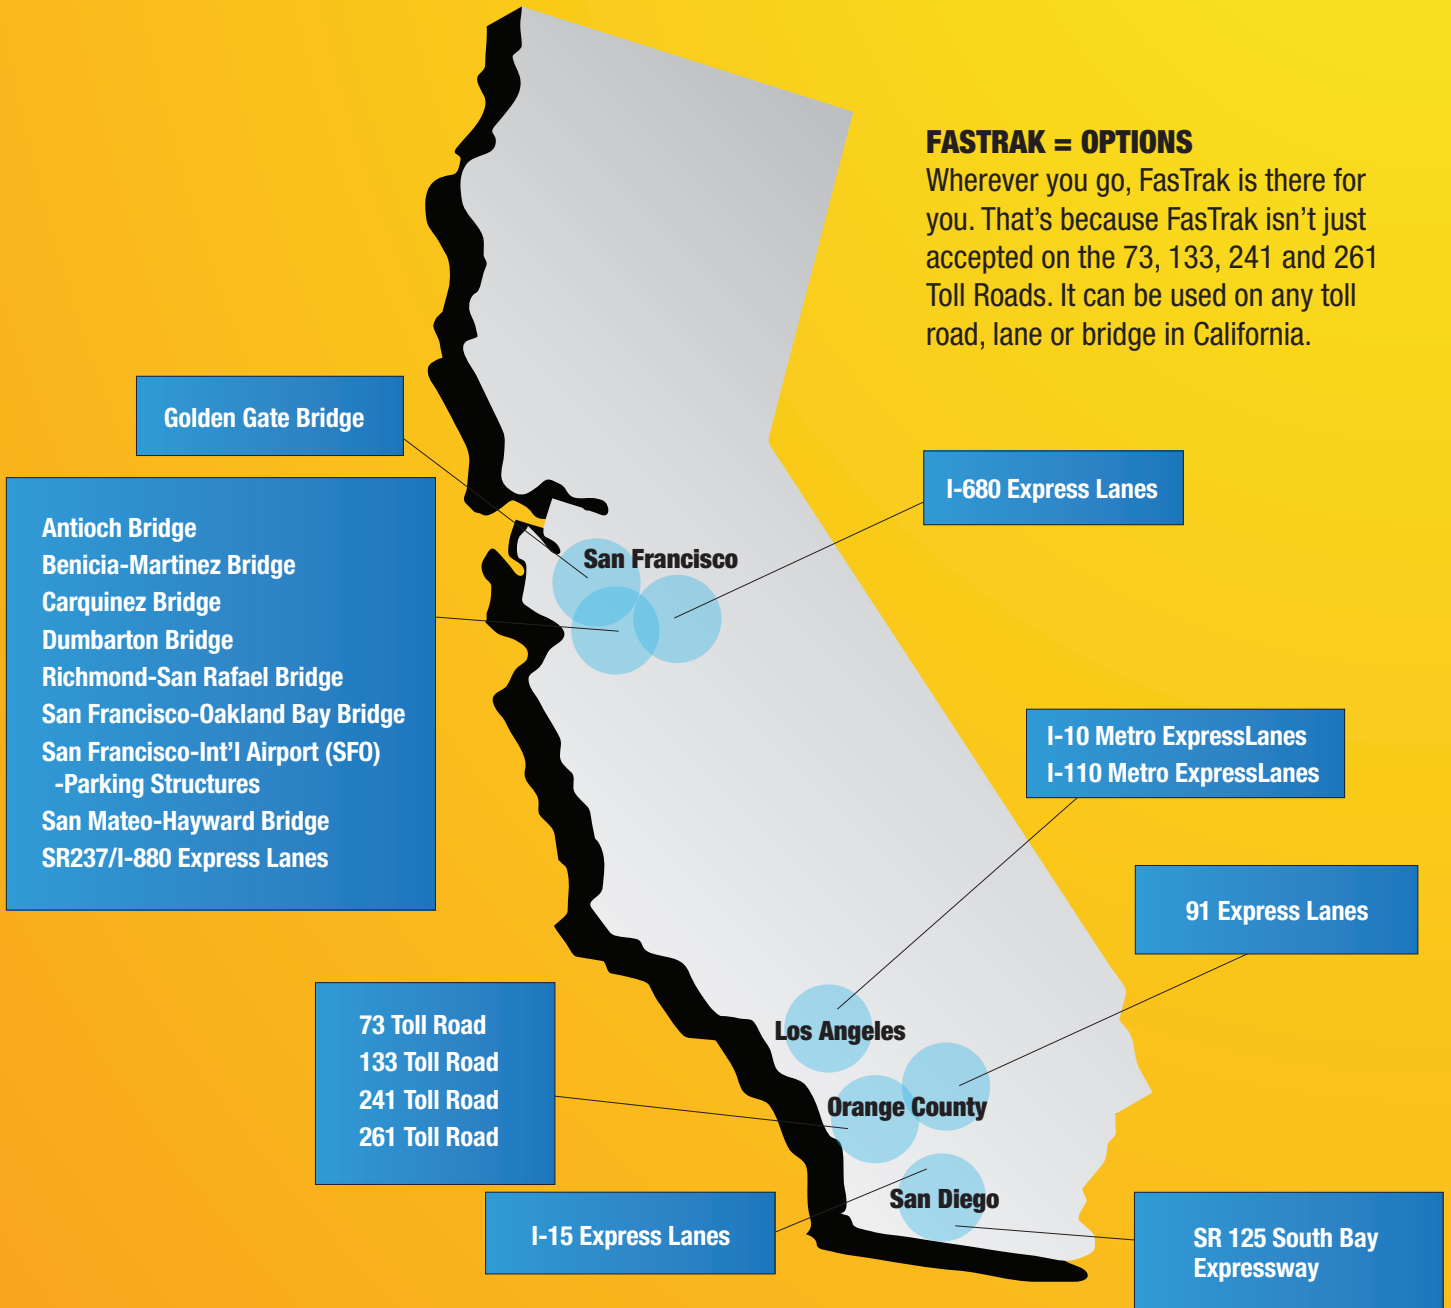 FASTRAK = OPTIONS
Wherever you go, FasTrak is there for
you. That's because FasTrak isn't just
accepted on the 73, 133, 241 and 261
Toll Roads. It can be used on any toll
road, lane or bridge in California.
Golden Gate Bridge
I-680 Express Lanes
Antioch Bridge
Benicia-Martinez Bridge
Carquinez Bridge
Dumbarton Bridge
Richmond-San Rafael Bridge
San Francisco-Oakland Bay Bridge
San Francisco-Int'l Airport (SFO)
-Parking Structures
San Mateo-Hayward Bridge
SR237/I-880 Express Lanes
San Francisco
I-10 Metro ExpressLanes
I-110 Metro ExpressLanes
91 Express Lanes
73 Toll Road
133 Toll Road
241 Toll Road
261 Toll Road
Los Angeles
Orange County
San Diego
I-15 Express Lanes
SR 125 South Bay
Expressway